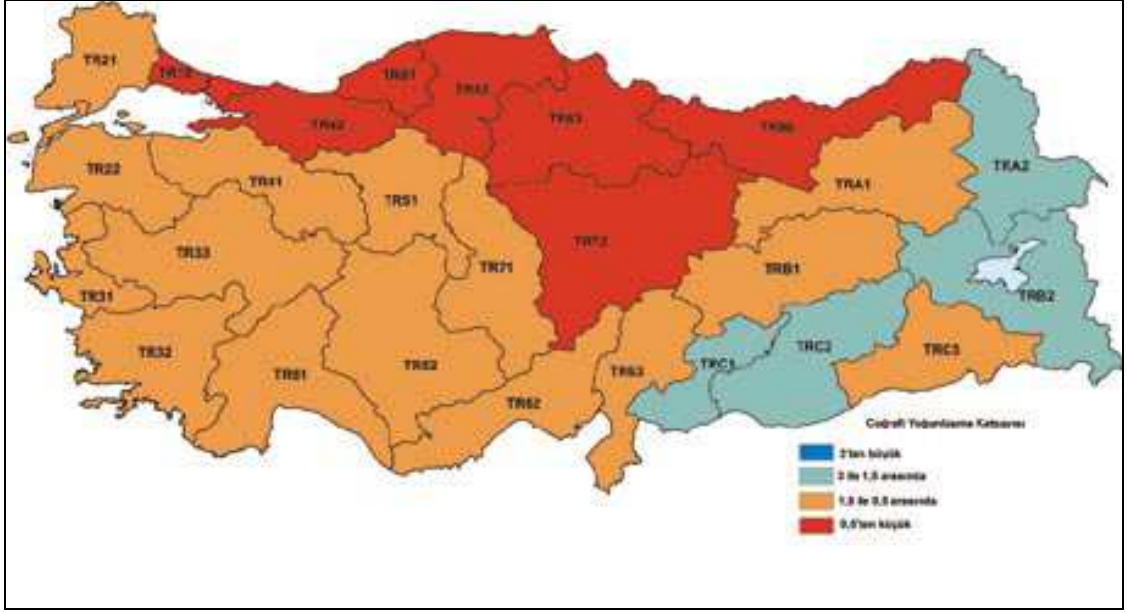 TR21
TR10
TR81
TR82
TR83
TR90
TR42
TR22
TR41
TR51
TRA1
TRA2
TR33
TR71
TR72
TRB1
TRB2
TR31
TR32
TR61
TR52
TR62
TR63
TRC1
TRC2
TRC3
Coğrafi Yoğunlaşma Katsayısı
2'ten büyük
2 ile 1,5 arasında
1,5 ile 0,5 arasında
0,5'ten küçük